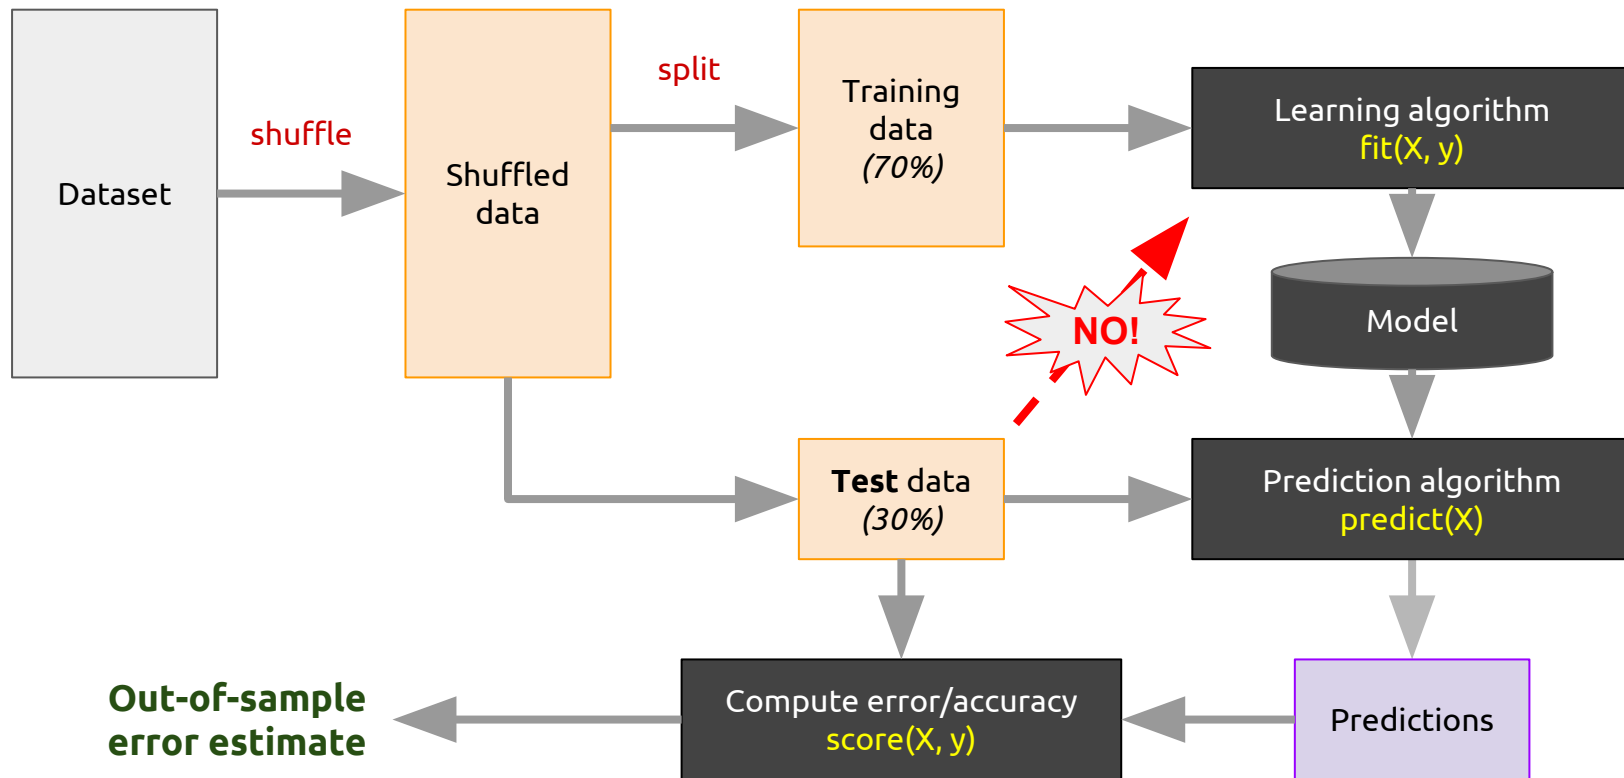 Dataset
shuffle
Shuffled
data
split
Training
data
(70%)
Learning algorithm
fit(X, y)
NO!
Model
Test data
(30%)
Prediction algorithm
predict(X)
Out-of-sample
error estimate
Compute error/accuracy
score(X, y)
Predictions